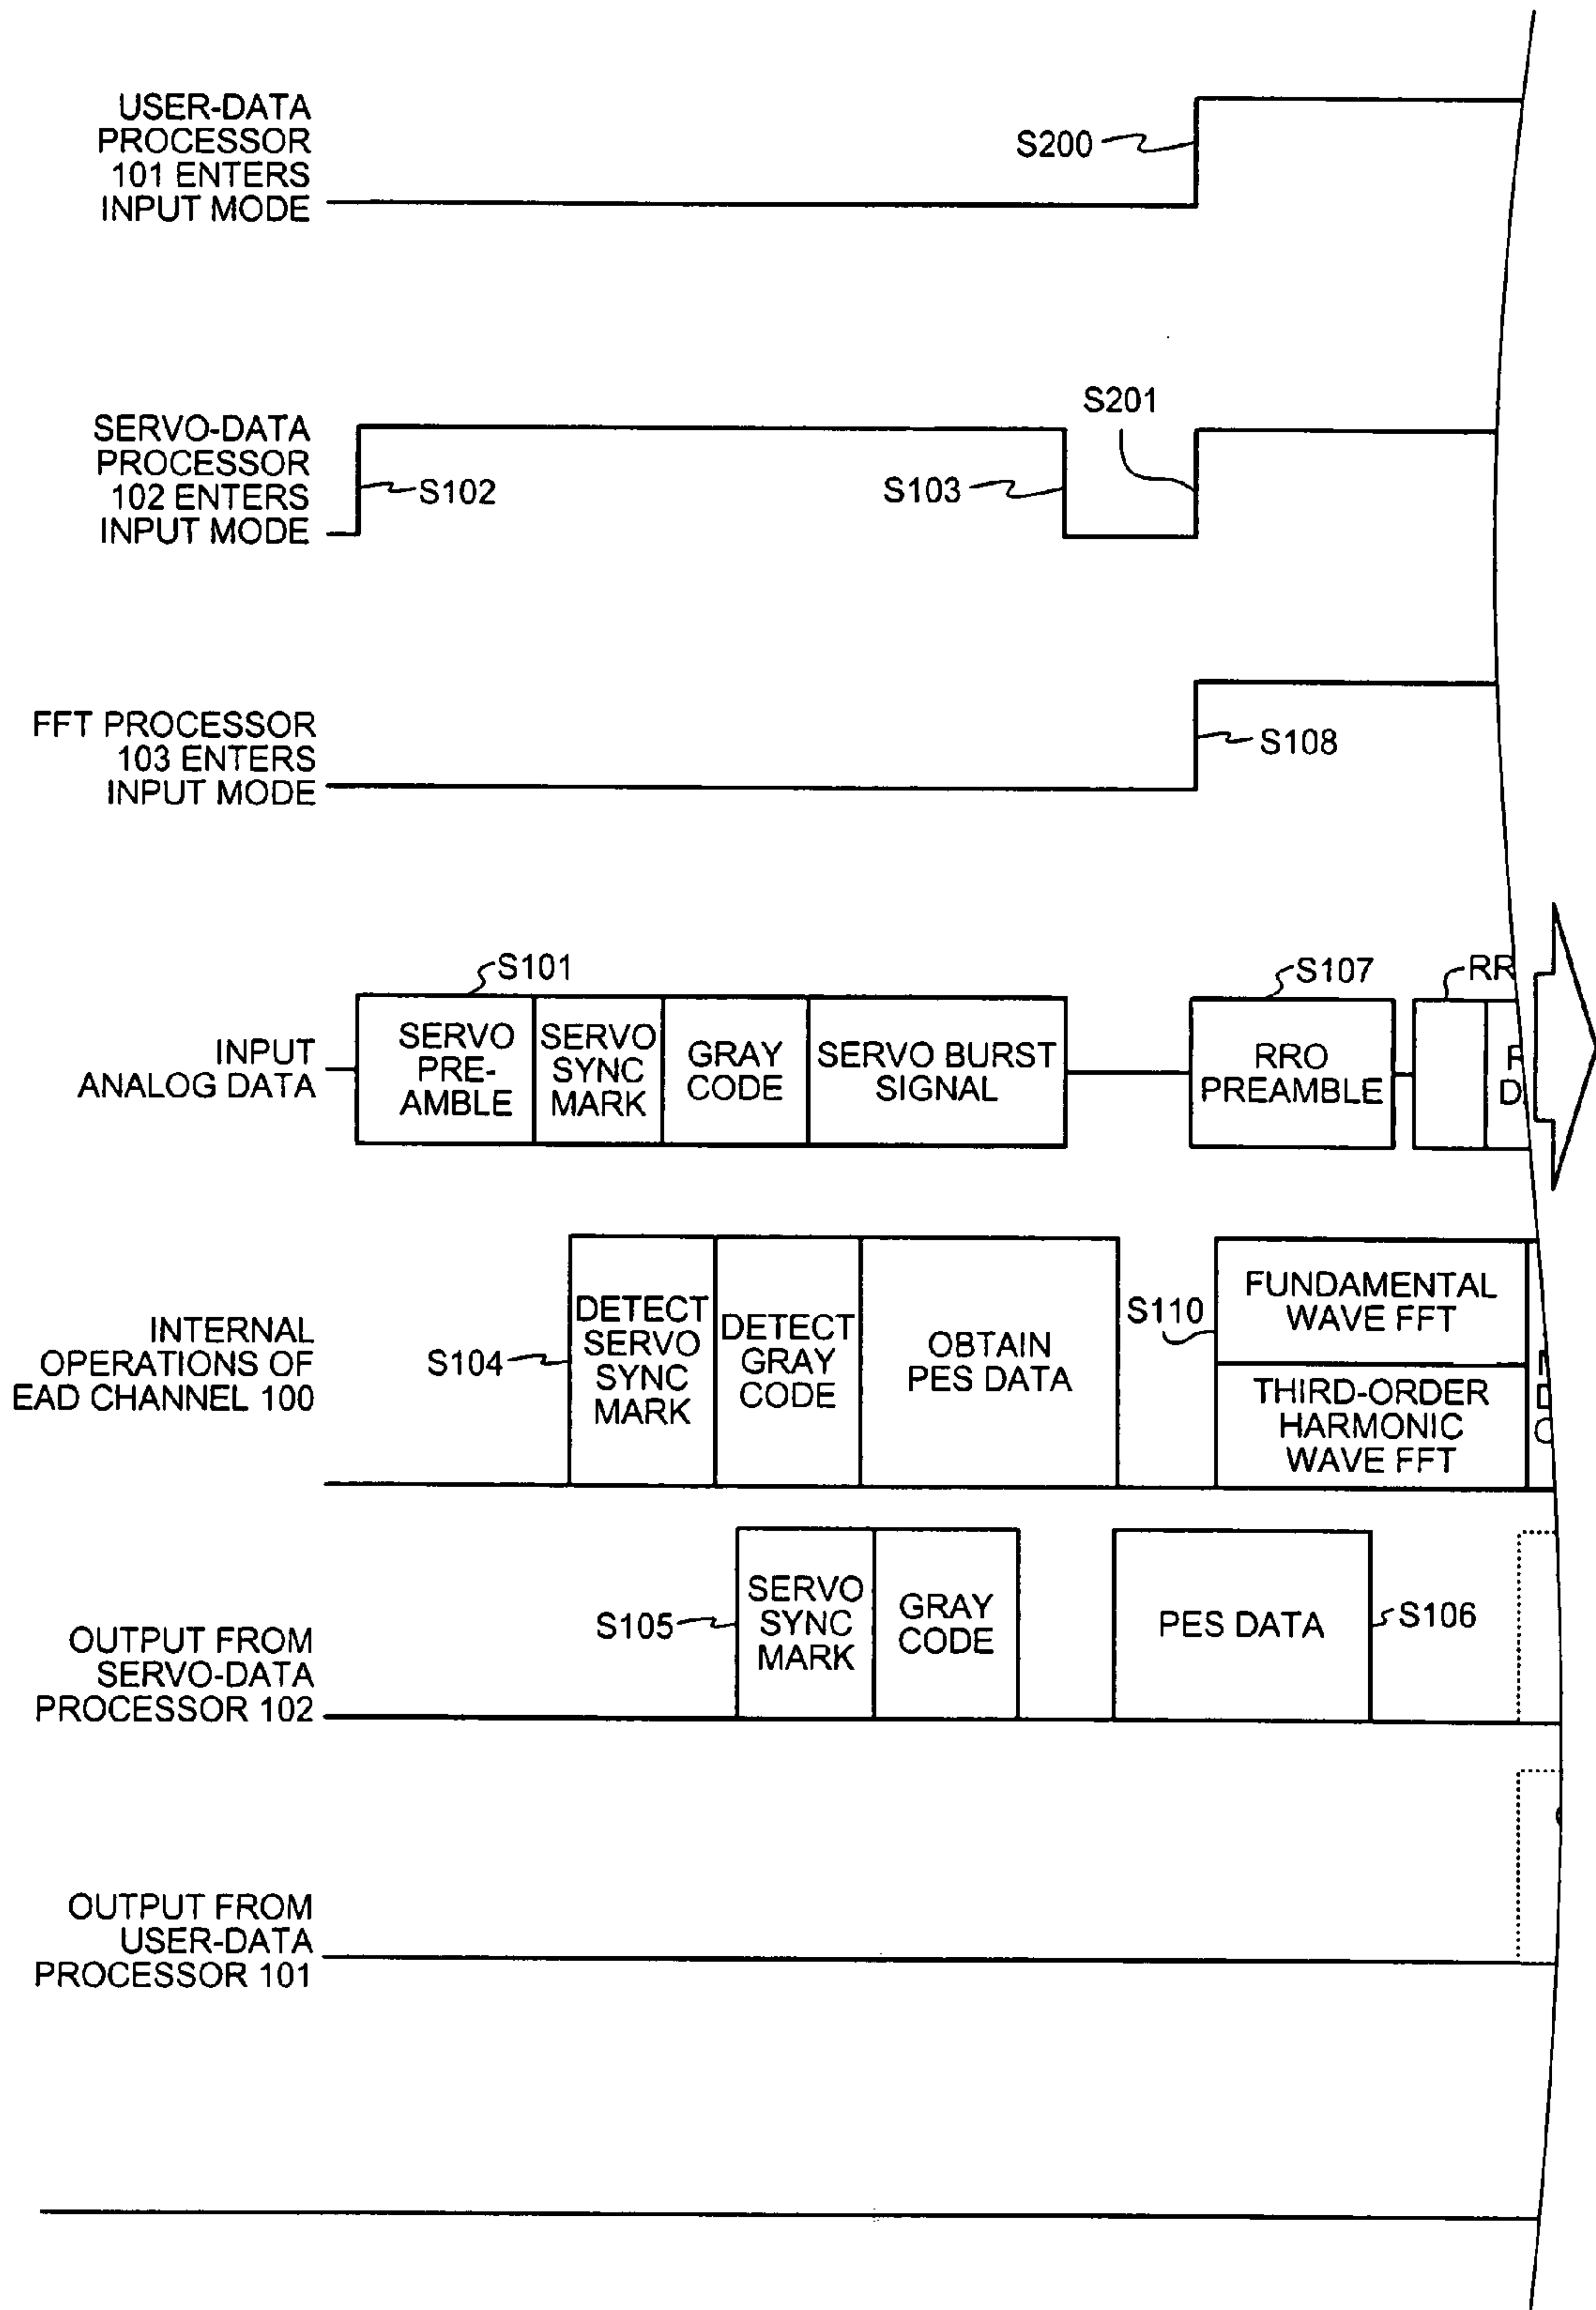 USER-DATA
PROCESSOR
101 ENTERS
INPUT MODE
S200
SERVO-DATA
PROCESSOR
102 ENTERS
INPUT MODE
S102
S103
S201
FFT PROCESSOR
103 ENTERS
INPUT MODE
S108
INPUT
ANALOG DATA
S101
SERVO
PRE-
AMBLE
SERVO
SYNC
MARK
GRAY
CODE
SERVO BURST
SIGNAL
S107
RRO
PREAMBLE
INTERNAL
OPERATIONS OF
EAD CHANNEL 100
S104
DETECT
SERVO
SYNC
MARK
DETECT
GRAY
CODE
OBTAIN
PES DATA
S110
FUNDAMENTAL
WAVE FFT
THIRD-ORDER
HARMONIC
WAVE FFT
OUTPUT FROM
SERVO-DATA
PROCESSOR 102
S105
SERVO
SYNC
MARK
GRAY
CODE
PES DATA
S106
OUTPUT FROM
USER-DATA
PROCESSOR 101